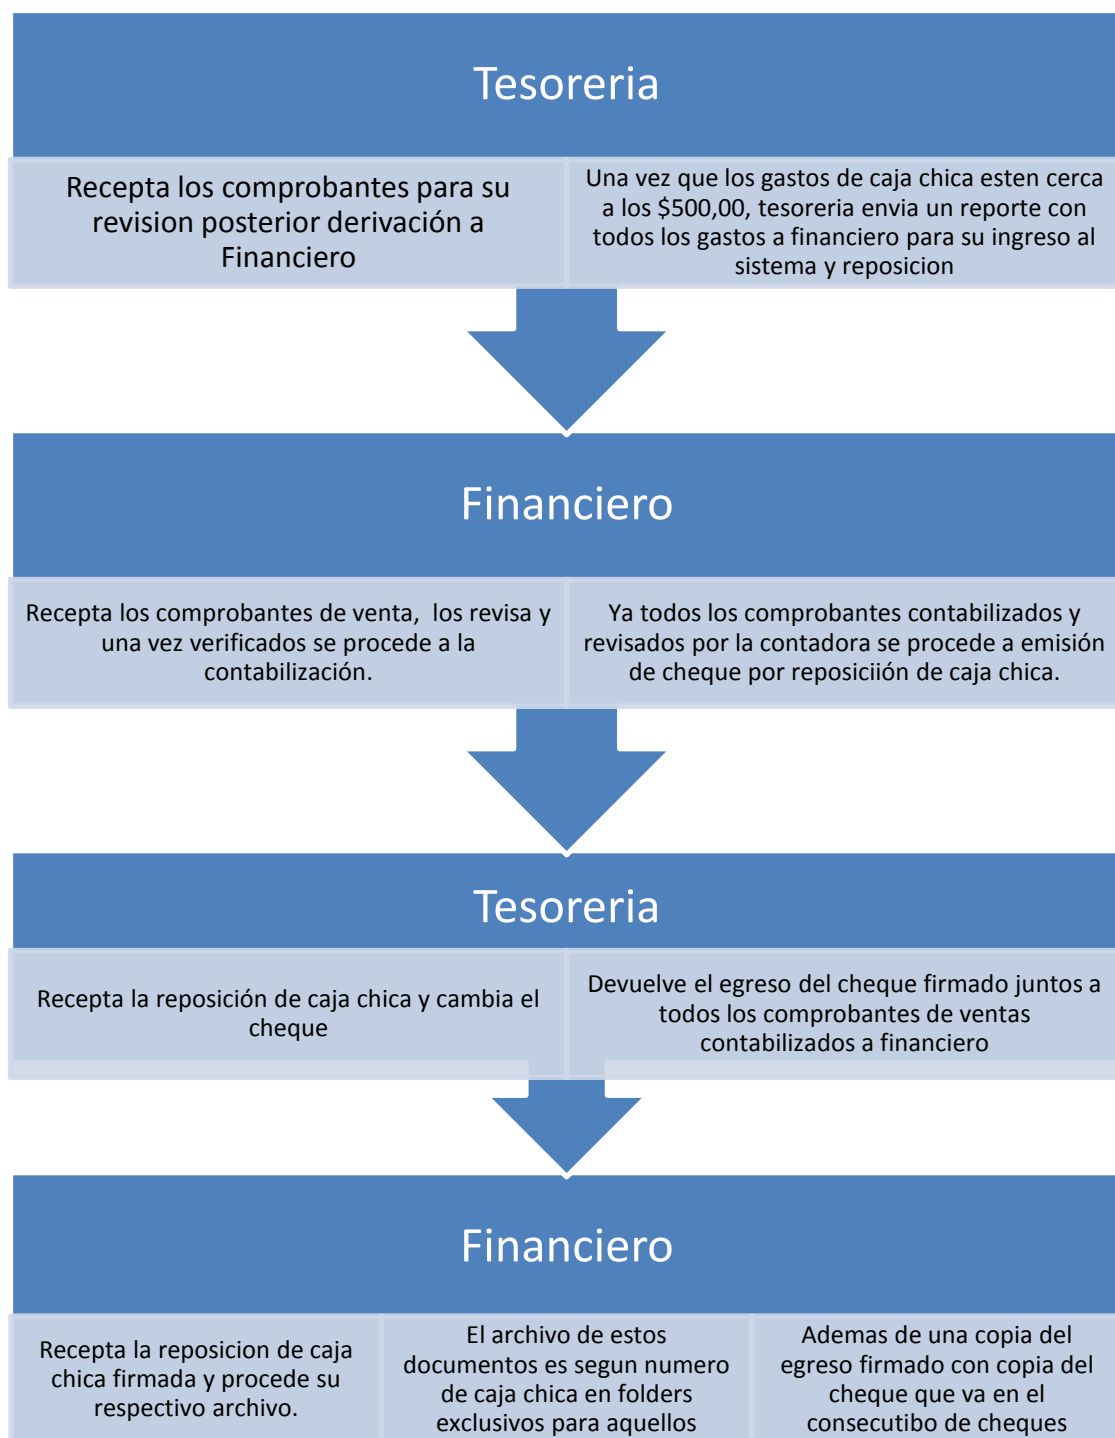 Tesoreria
Recepta los comprobantes para su
revision posterior derivación a
Financiero
Una vez que los gastos de caja chica esten cerca
a los $500,00, tesoreria envia un reporte con
todos los gastos a financiero para su ingreso al
sistema y reposicion
Financiero
Recepta los comprobantes de venta, los revisa y
una vez verificados se procede a la
contabilización.
Ya todos los comprobantes contabilizados y
revisados por la contadora se procede a emisión
de cheque por reposiciión de caja chica.
Tesoreria
Recepta la reposición de caja chica y cambia el
cheque
Devuelve el egreso del cheque firmado juntos a
todos los comprobantes de ventas
contabilizados a financiero
Financiero
Recepta la reposicion de caja
chica firmada y procede su
respectivo archivo.
El archivo de estos
documentos es segun numero
de caja chica en folders
exclusivos para aquellos
Ademas de una copia del
egreso firmado con copia del
cheque que va en el
consecutibo de cheques